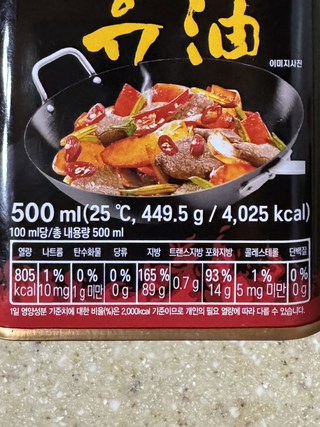 유油
이미지사진
500 ml(25 ℃, 449.5 g / 4,025 kcal)
100 ml당/총 내용량 500 ml
열량 나트륨 탄수화물 당류 지방 트랜스지방 포화지방 콜레스테롤 단백질
805 kcal 1 % 10 mg 0 % 1 g 미만 0 % 0 g 165 % 89 g 0.7 g 93 % 14 g 1 % 5 mg 미만 0 % 0 g
1일 영양성분 기준치에 대한 비율(%)은 2,000kcal 기준이므로 개인의 필요 열량에 따라 다를 수 있습니다.